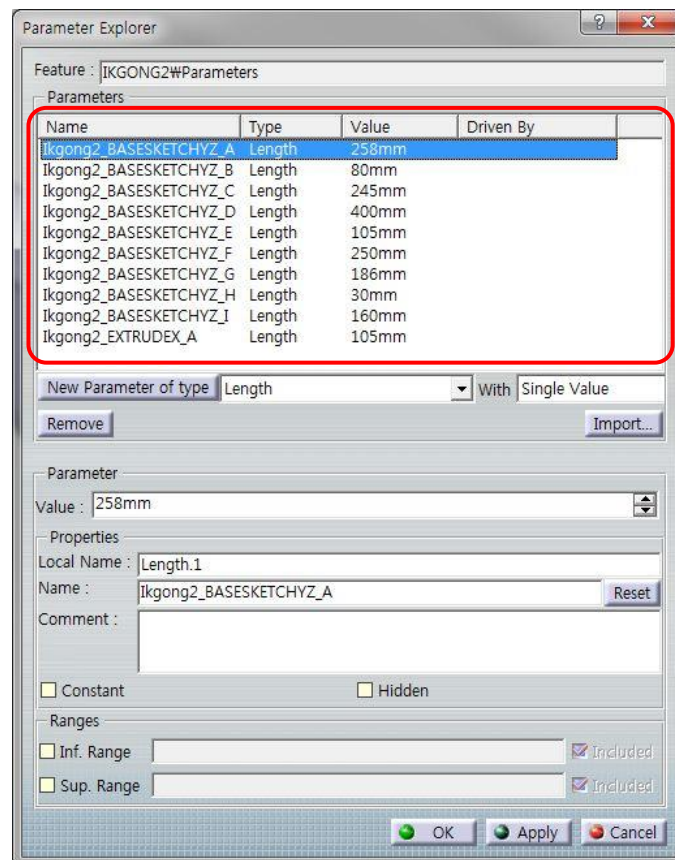 Parameter Explorer
? X
Feature : IKGONG2₩Parameters
Parameters
Name Type Value Driven By
Ikgong2_BASESKETCHYZ_A Length 258mm
Ikgong2_BASESKETCHYZ_B Length 80mm
Ikgong2_BASESKETCHYZ_C Length 245mm
Ikgong2_BASESKETCHYZ_D Length 400mm
Ikgong2_BASESKETCHYZ_E Length 105mm
Ikgong2_BASESKETCHYZ_F Length 250mm
Ikgong2_BASESKETCHYZ_G Length 186mm
Ikgong2_BASESKETCHYZ_H Length 30mm
Ikgong2_BASESKETCHYZ_I Length 160mm
Ikgong2_EXTRUDEX_A Length 105mm
New Parameter of type Length With Single Value
Remove Import...
Parameter
Value : 258mm
Properties
Local Name : Length.1
Name : Ikgong2_BASESKETCHYZ_A Reset
Comment :
Constant Hidden
Ranges
Inf. Range Included
Sup. Range Included
OK Apply Cancel